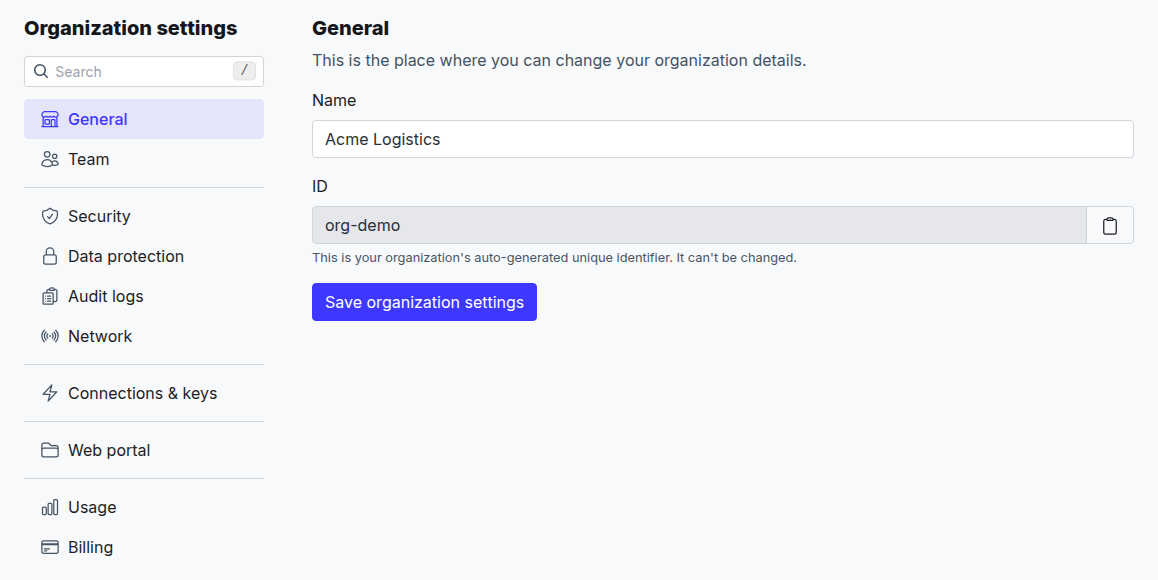 Organization settings
Search /
General
Team
Security
Data protection
Audit logs
Network
Connections & keys
Web portal
Usage
Billing
General
This is the place where you can change your organization details.
Name
Acme Logistics
ID
org-demo
This is your organization's auto-generated unique identifier. It can't be changed.
Save organization settings